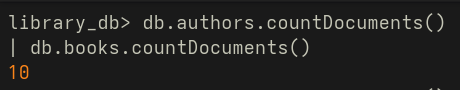 library_db> db.authors.countDocuments()
| db.books.countDocuments()
10